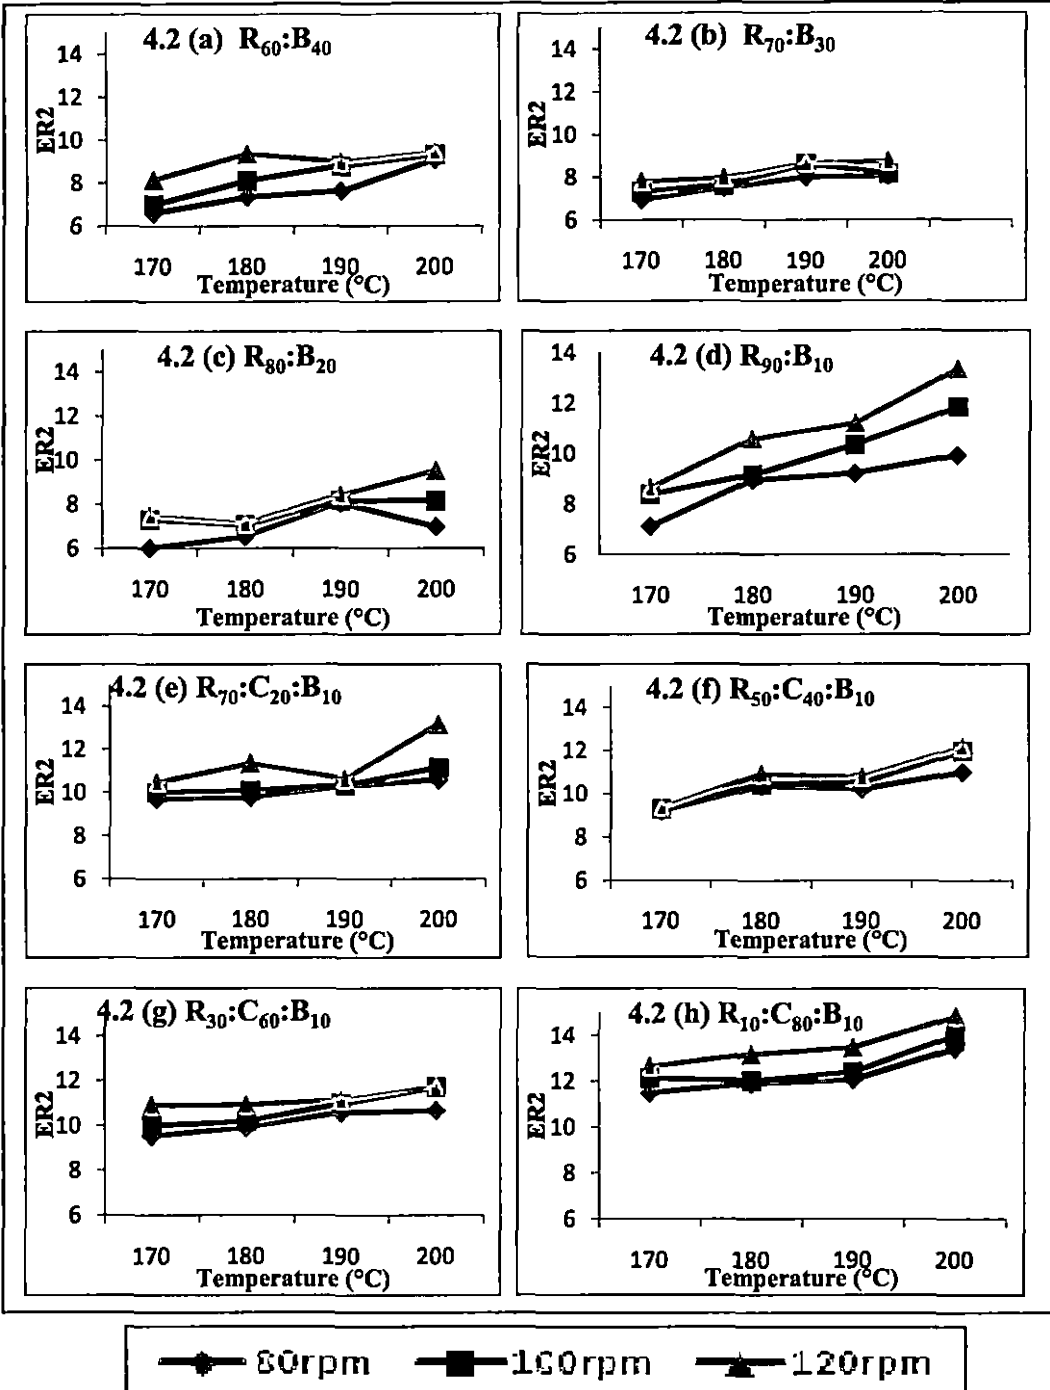 4.2 (a) R60:B40
14
12
10
8
6
ER2
170 180 190 200
Temperature (°C)
4.2 (b) R70:B30
14
12
10
8
6
ER2
170 180 190 200
Temperature (°C)
4.2 (c) R80:B20
14
12
10
8
6
ER2
170 180 190 200
Temperature (°C)
4.2 (d) R90:B10
14
12
10
8
6
ER2
170 180 190 200
Temperature (°C)
4.2 (e) R70:C20:B10
14
12
10
8
6
ER2
170 180 190 200
Temperature (°C)
4.2 (f) R50:C40:B10
14
12
10
8
6
ER2
170 180 190 200
Temperature (°C)
4.2 (g) R30:C60:B10
14
12
10
8
6
ER2
170 180 190 200
Temperature (°C)
4.2 (h) R10:C80:B10
14
12
10
8
6
ER2
170 180 190 200
Temperature (°C)
80rpm 100rpm 120rpm